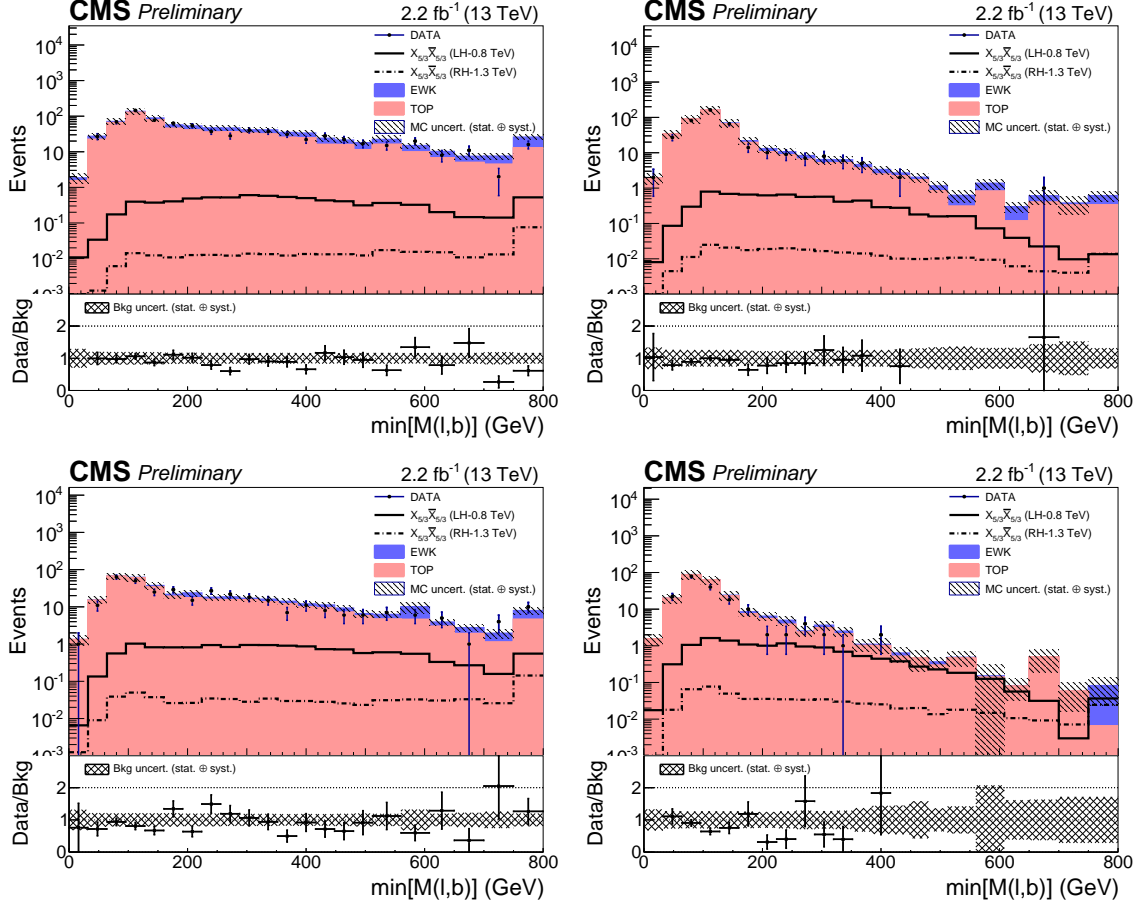 CMS Preliminary 2.2 fb⁻¹ (13 TeV)
Events
10⁴
10³
10²
10
1
10⁻¹
10⁻²
10⁻³
DATA
X₅/₃X̅₅/₃ (LH-0.8 TeV)
X₅/₃X̅₅/₃ (RH-1.3 TeV)
EWK
TOP
MC uncert. (stat. ⊕ syst.)
Data/Bkg
Bkg uncert. (stat. ⊕ syst.)
2
1
0
0 200 400 600 800
min[M(l,b)] (GeV)
CMS Preliminary 2.2 fb⁻¹ (13 TeV)
Events
10⁴
10³
10²
10
1
10⁻¹
10⁻²
10⁻³
DATA
X₅/₃X̅₅/₃ (LH-0.8 TeV)
X₅/₃X̅₅/₃ (RH-1.3 TeV)
EWK
TOP
MC uncert. (stat. ⊕ syst.)
Data/Bkg
Bkg uncert. (stat. ⊕ syst.)
2
1
0
0 200 400 600 800
min[M(l,b)] (GeV)
CMS Preliminary 2.2 fb⁻¹ (13 TeV)
Events
10⁴
10³
10²
10
1
10⁻¹
10⁻²
10⁻³
DATA
X₅/₃X̅₅/₃ (LH-0.8 TeV)
X₅/₃X̅₅/₃ (RH-1.3 TeV)
EWK
TOP
MC uncert. (stat. ⊕ syst.)
Data/Bkg
Bkg uncert. (stat. ⊕ syst.)
2
1
0
0 200 400 600 800
min[M(l,b)] (GeV)
CMS Preliminary 2.2 fb⁻¹ (13 TeV)
Events
10⁴
10³
10²
10
1
10⁻¹
10⁻²
10⁻³
DATA
X₅/₃X̅₅/₃ (LH-0.8 TeV)
X₅/₃X̅₅/₃ (RH-1.3 TeV)
EWK
TOP
MC uncert. (stat. ⊕ syst.)
Data/Bkg
Bkg uncert. (stat. ⊕ syst.)
2
1
0
0 200 400 600 800
min[M(l,b)] (GeV)